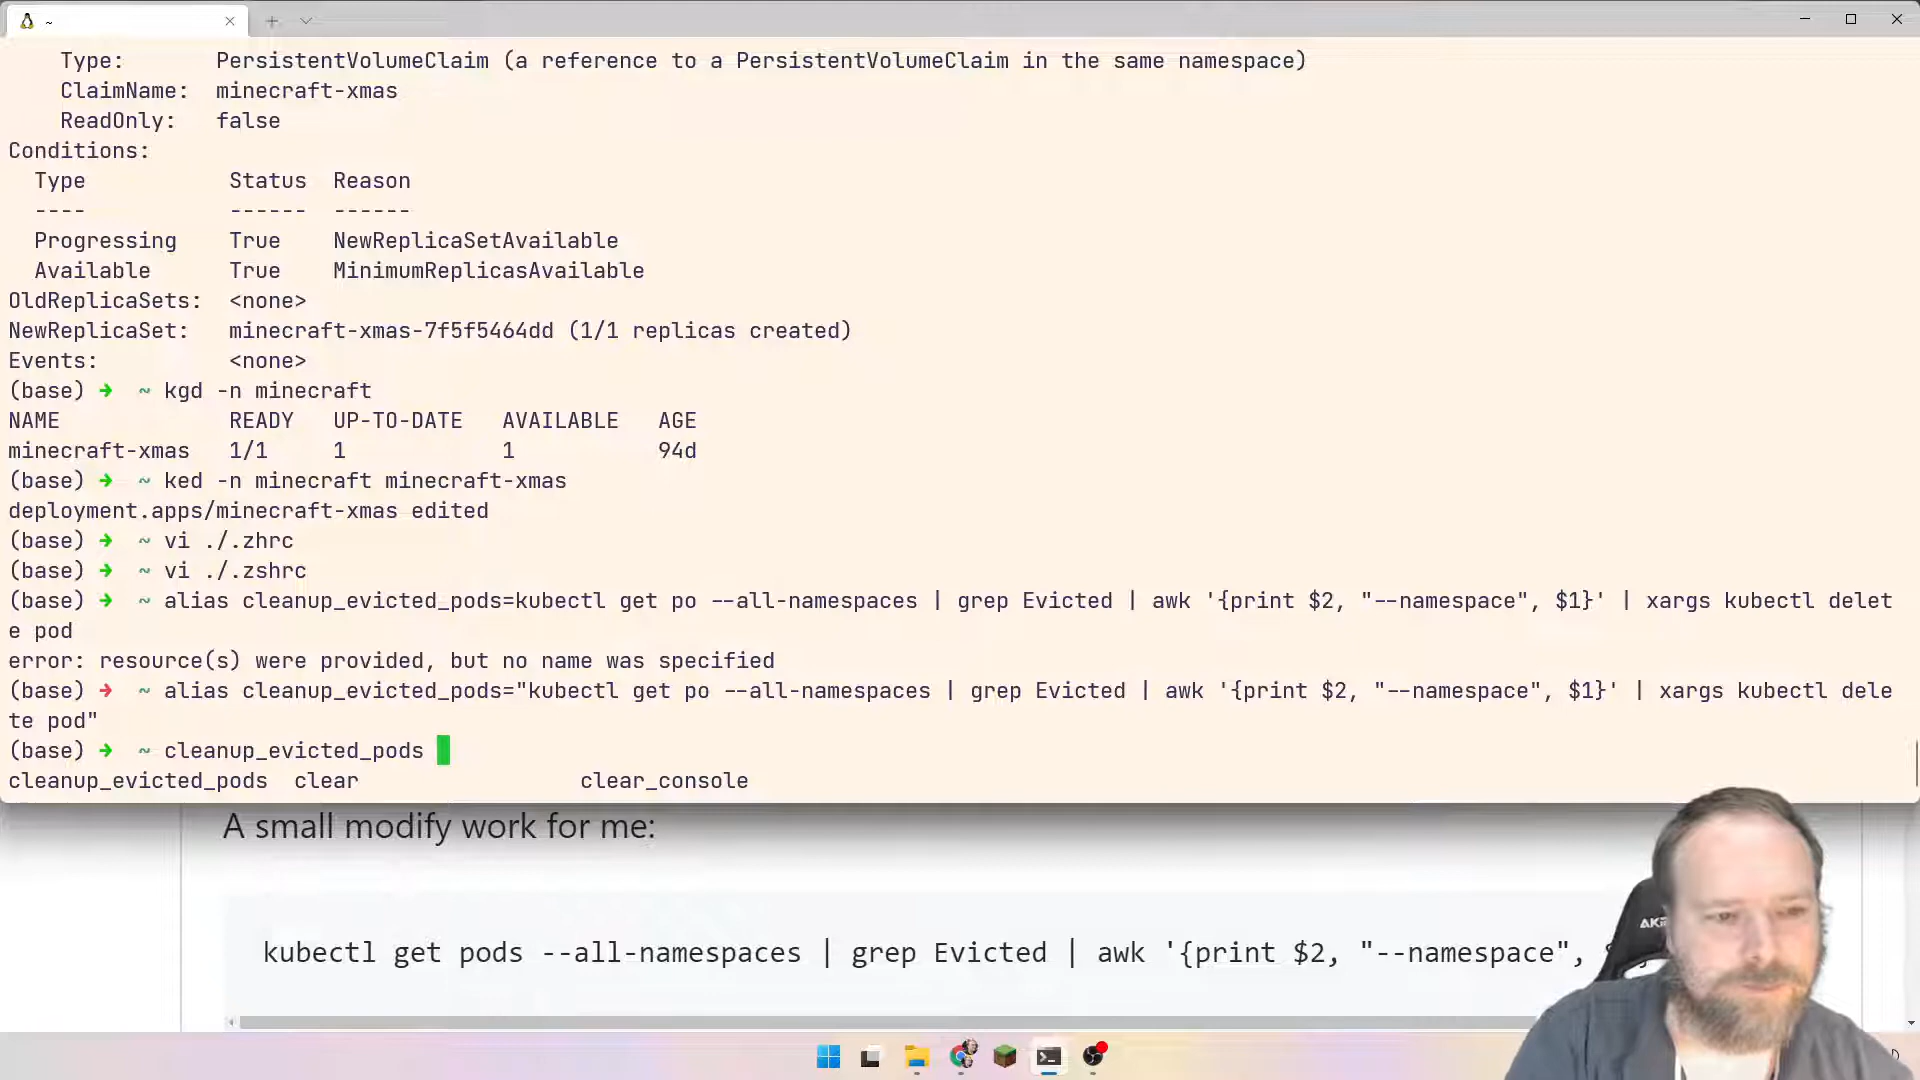 ~
Type: PersistentVolumeClaim (a reference to a PersistentVolumeClaim in the same namespace)
ClaimName: minecraft-xmas
ReadOnly: false
Conditions:
Type Status Reason
---- ------ ------
Progressing True NewReplicaSetAvailable
Available True MinimumReplicasAvailable
OldReplicaSets: <none>
NewReplicaSet: minecraft-xmas-7f5f5464dd (1/1 replicas created)
Events: <none>
(base) → ~ kgd -n minecraft
NAME READY UP-TO-DATE AVAILABLE AGE
minecraft-xmas 1/1 1 1 94d
(base) → ~ ked -n minecraft minecraft-xmas
deployment.apps/minecraft-xmas edited
(base) → ~ vi ./.zhrc
(base) → ~ vi ./.zshrc
(base) → ~ alias cleanup_evicted_pods=kubectl get po --all-namespaces | grep Evicted | awk '{print $2, "--namespace", $1}' | xargs kubectl delet
e pod
error: resource(s) were provided, but no name was specified
(base) → ~ alias cleanup_evicted_pods="kubectl get po --all-namespaces | grep Evicted | awk '{print $2, "--namespace", $1}' | xargs kubectl dele
te pod"
(base) → ~ cleanup_evicted_pods
cleanup_evicted_pods clear clear_console
A small modify work for me:
kubectl get pods --all-namespaces | grep Evicted | awk '{print $2, "--namespace",